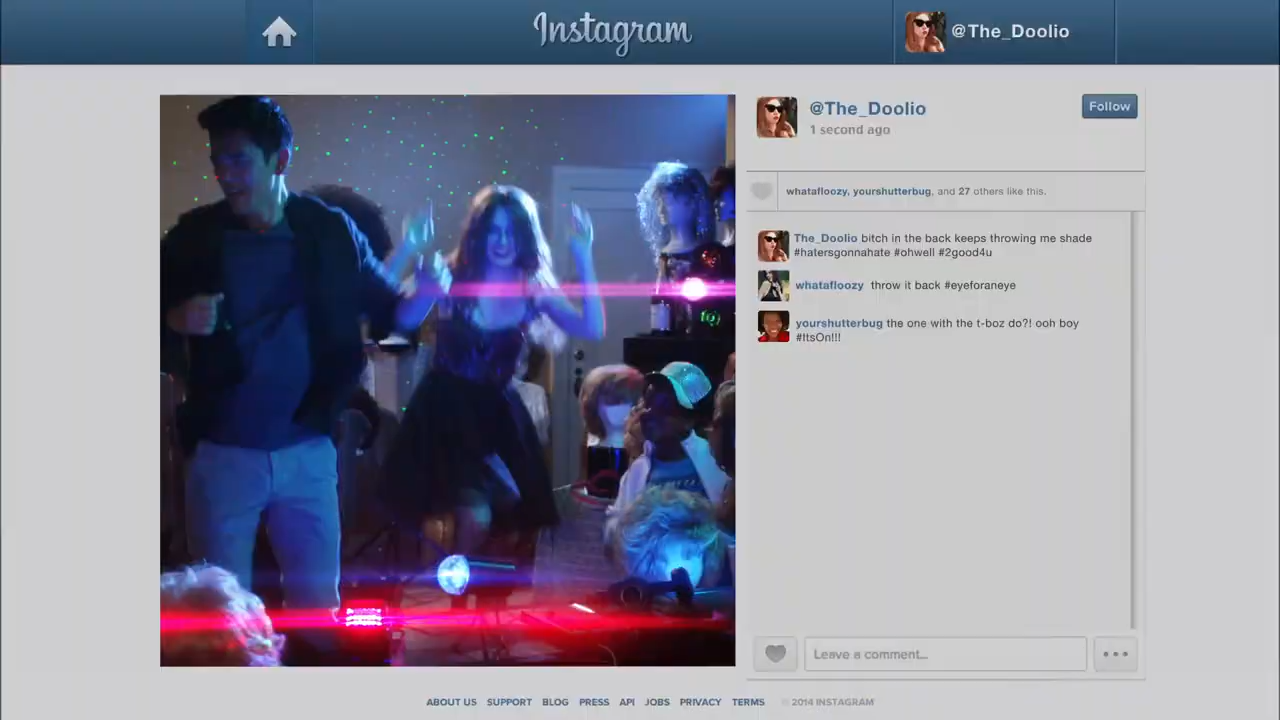 Instagram
@The_Doolio
@The_Doolio
Follow
1 second ago
whatafloozy, yourshutterbug, and 27 others like this.
The_Doolio bitch in the back keeps throwing me shade
#hatersgonnahate #ohwell #2good4u
whatafloozy throw it back #eyeforaneye
yourshutterbug the one with the t-boz do?! ooh boy
#ItsOn!!!
Leave a comment...
ABOUT US SUPPORT BLOG PRESS API JOBS PRIVACY TERMS © 2014 INSTAGRAM